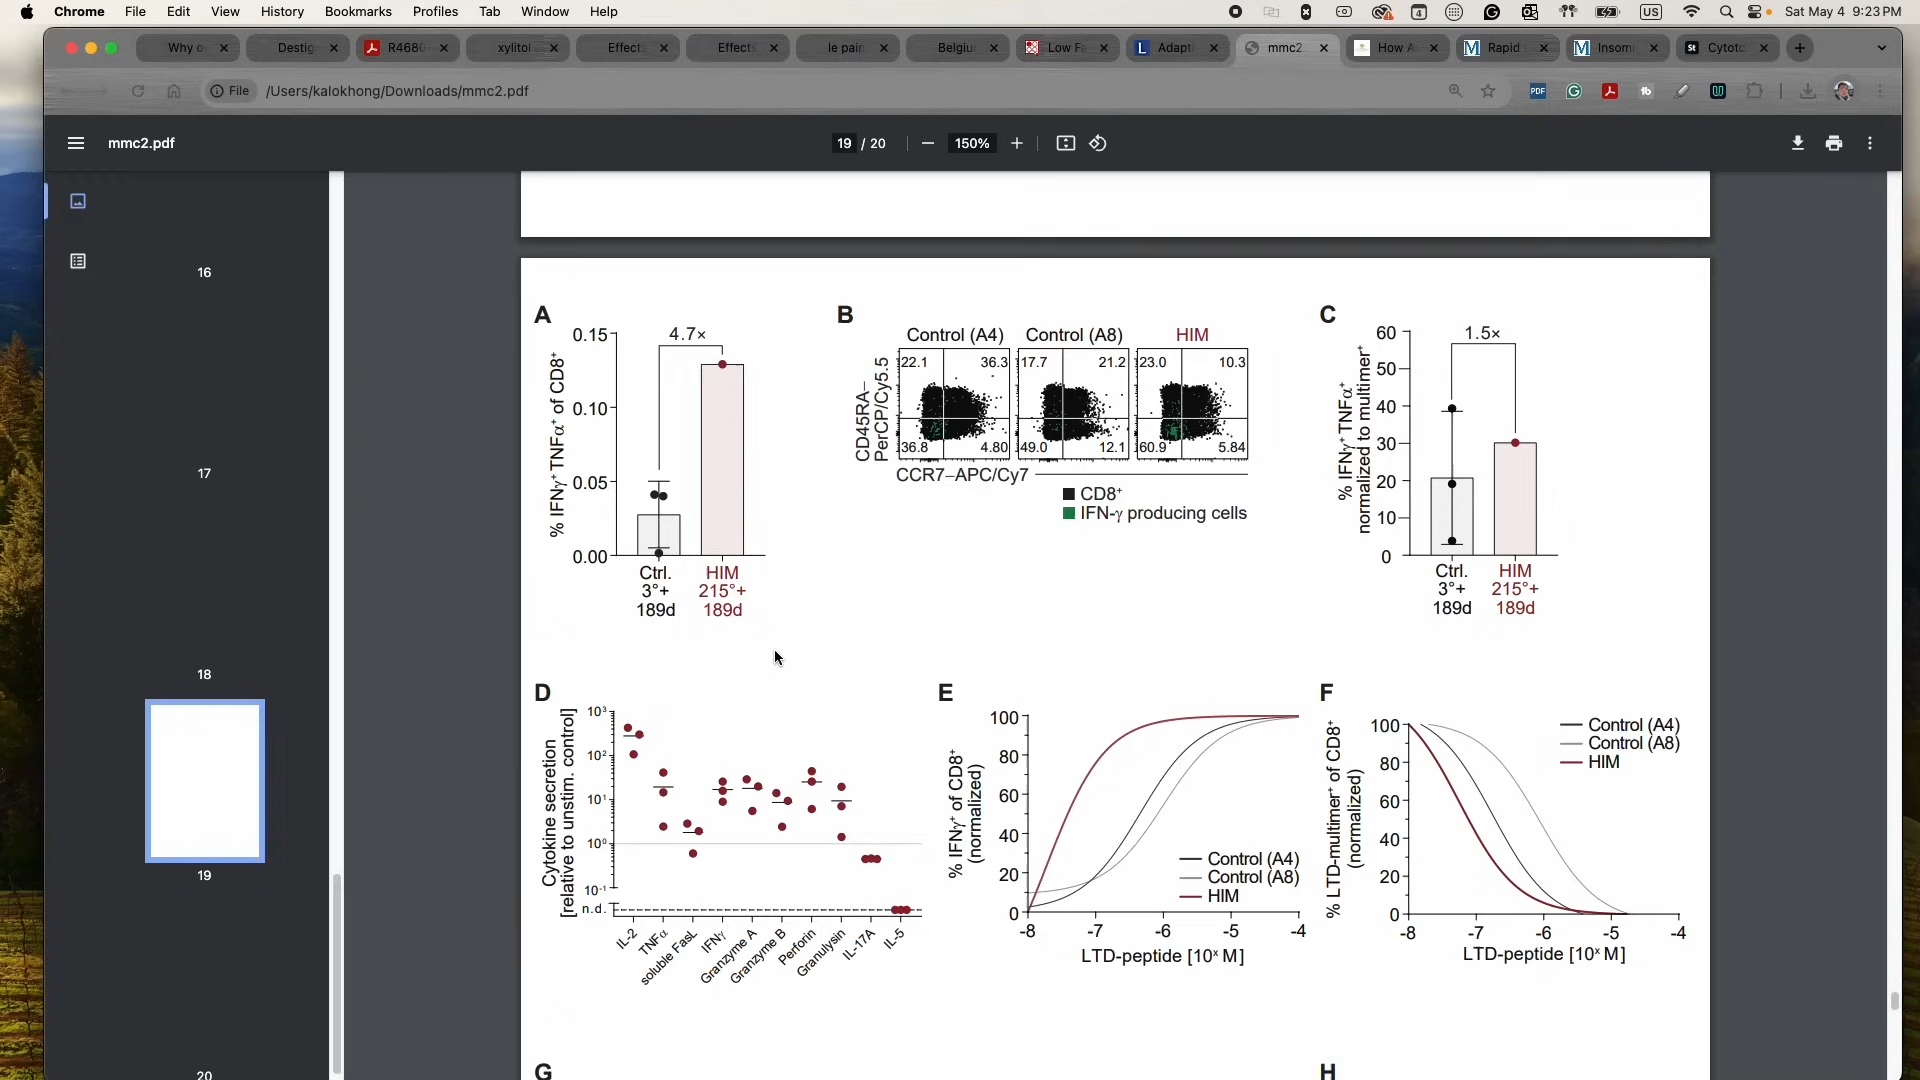 Chrome File Edit View History Bookmarks Profiles Tab Window Help 4 US Sat May 4 9:23 PM
Why o Destig R4680 xylitol Effect Effects le pain Belgiu Low Fa Adapti mmc2 How A Rapid Insom Cytoto
File /Users/kalokhong/Downloads/mmc2.pdf
mmc2.pdf 19 / 20 150%
16
17
18
19
20
A
4.7×
0.15
0.10
0.05
0.00
% IFNγ⁺TNFα⁺ of CD8⁺
Ctrl. HIM
3°+ 215°+
189d 189d
B
Control (A4) Control (A8) HIM
22.1 36.3 17.7 21.2 23.0 10.3
36.8 4.80 49.0 12.1 60.9 5.84
CD45RA–
PerCP/Cy5.5
CCR7–APC/Cy7
CD8⁺
IFN-γ producing cells
C
1.5×
60
50
40
30
20
10
0
% IFNγ⁺TNFα⁺
normalized to multimer⁺
Ctrl. HIM
3°+ 215°+
189d 189d
D
Cytokine secretion
[relative to unstim. control]
10³
10²
10¹
10⁰
10⁻¹
n.d.
IL-2 TNFα soluble FasL IFNγ Granzyme A Granzyme B Perforin Granulysin IL-17A IL-5
E
% IFNγ⁺ of CD8⁺
(normalized)
100
80
60
40
20
0
Control (A4)
Control (A8)
HIM
-8 -7 -6 -5 -4
LTD-peptide [10ˣ M]
F
% LTD-multimer⁺ of CD8⁺
(normalized)
100
80
60
40
20
0
Control (A4)
Control (A8)
HIM
-8 -7 -6 -5 -4
LTD-peptide [10ˣ M]
G H